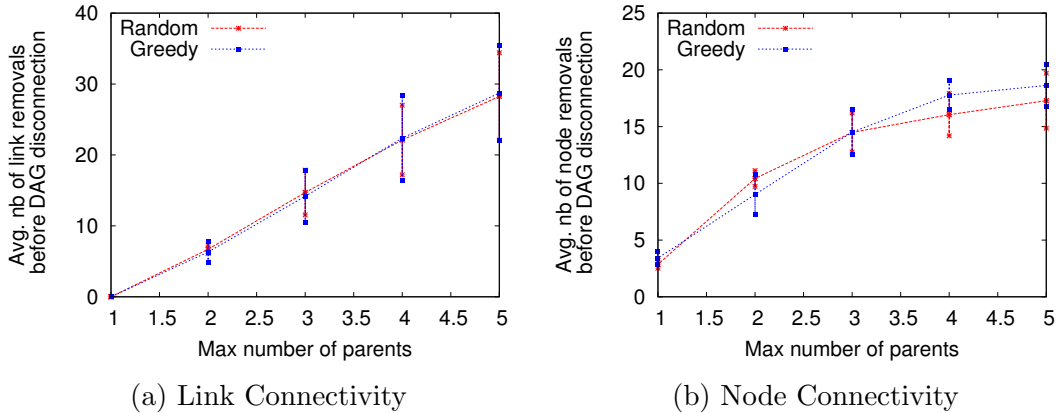 Avg. nb of link removals
before DAG disconnection
40
30
20
10
0
Random
Greedy
1 1.5 2 2.5 3 3.5 4 4.5 5
Max number of parents
(a) Link Connectivity
Avg. nb of node removals
before DAG disconnection
25
20
15
10
5
0
Random
Greedy
1 1.5 2 2.5 3 3.5 4 4.5 5
Max number of parents
(b) Node Connectivity